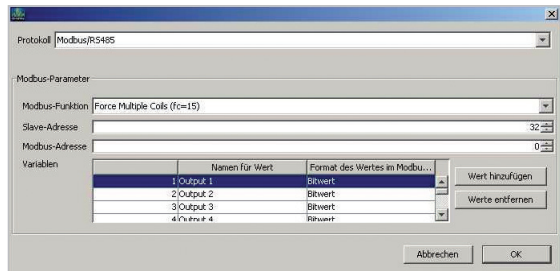 Protokoll Modbus/RS485
Modbus-Parameter
Modbus-Funktion Force Multiple Coils (fc=15)
Slave-Adresse 32
Modbus-Adresse 0
Variablen Namen für Wert Format des Wertes im Modbu...
1 Output 1 Bitwert
2 Output 2 Bitwert
3 Output 3 Bitwert
4 Output 4 Bitwert
Wert hinzufügen
Werte entfernen
Abbrechen OK